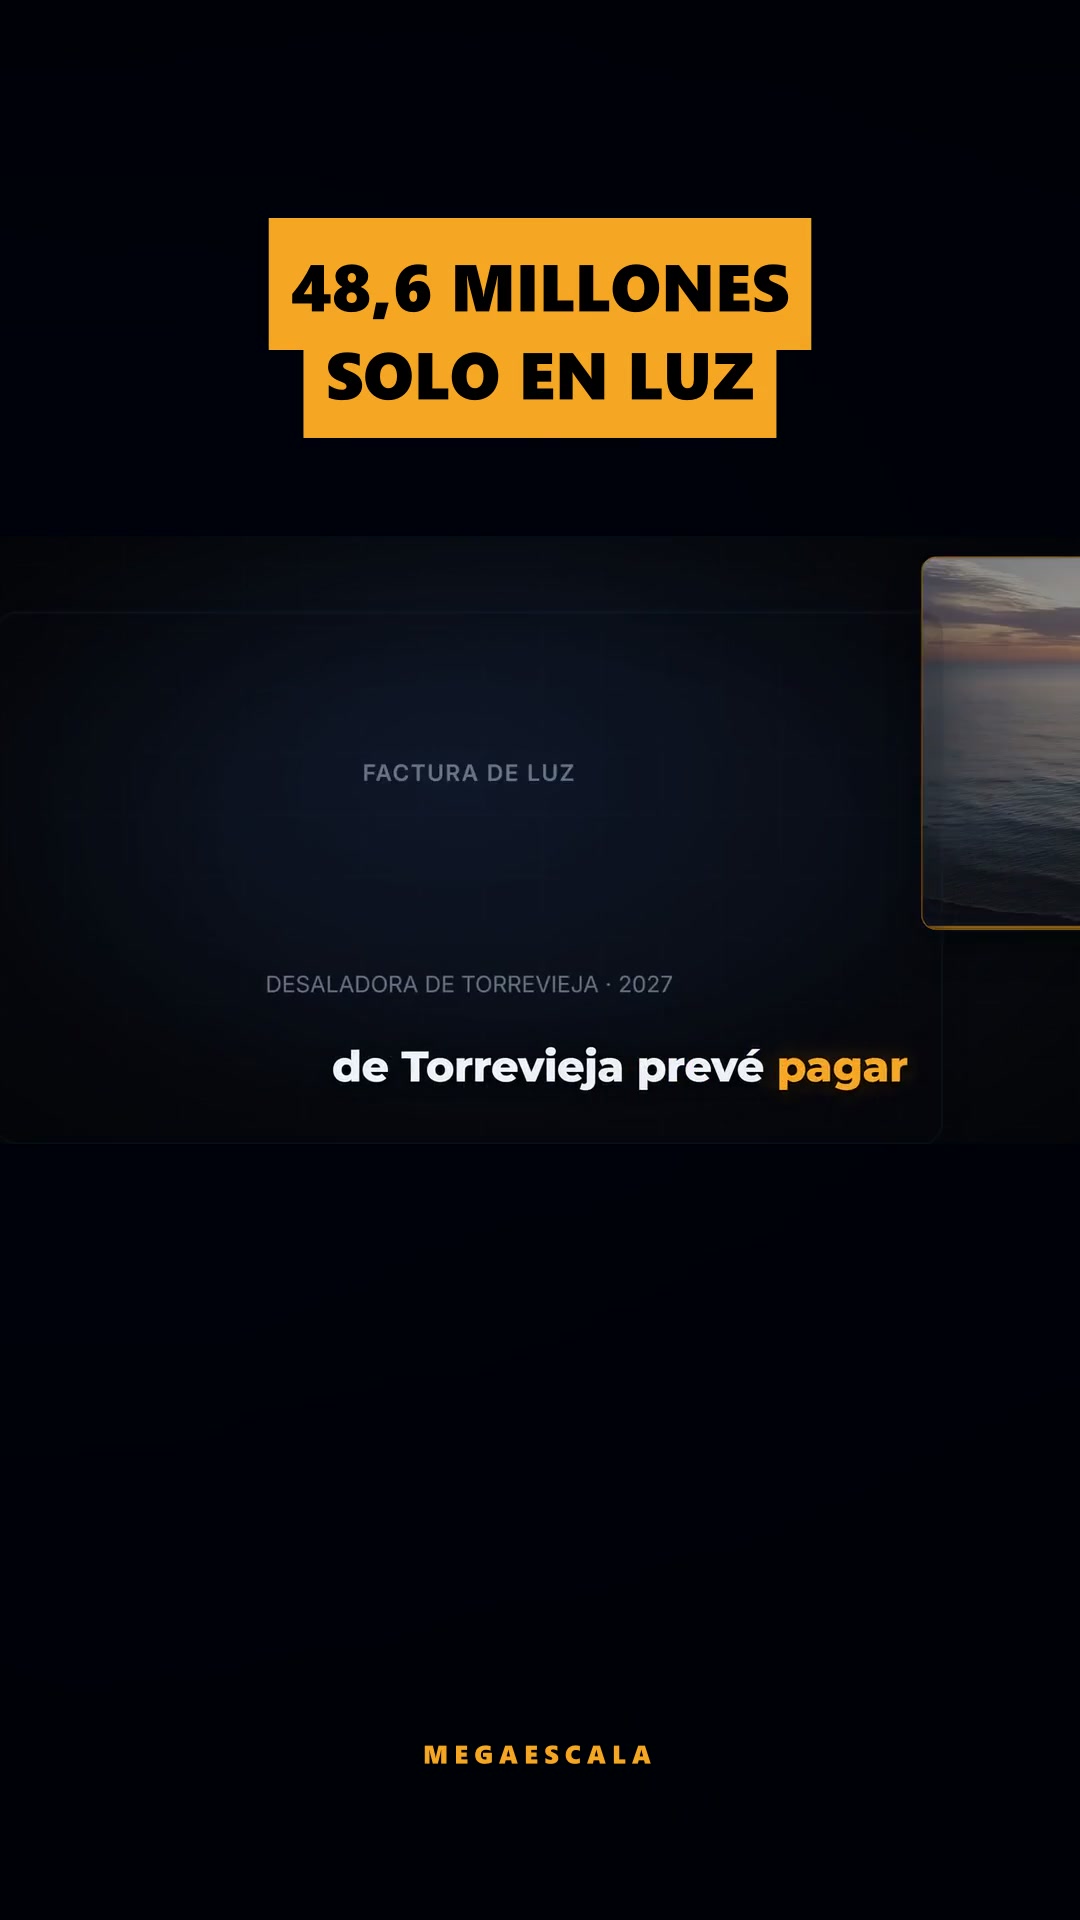 48,6 MILLONES
SOLO EN LUZ
FACTURA DE LUZ
DESALADORA DE TORREVIEJA · 2027
de Torrevieja prevé pagar
MEGAESCALA